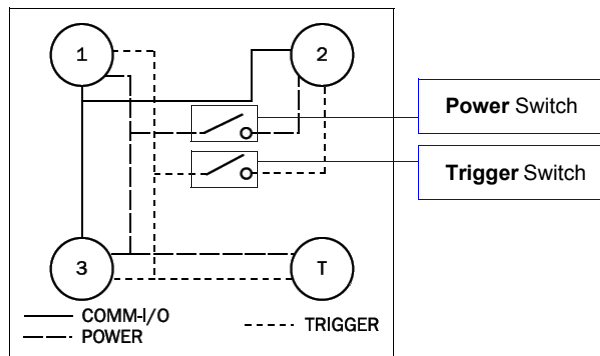 1
2
Power Switch
Trigger Switch
3
T
COMM-I/O
POWER
TRIGGER